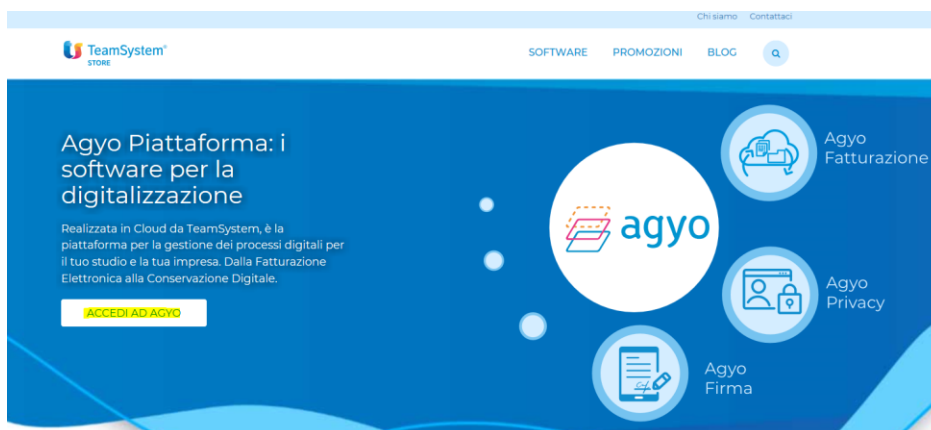 Chi siamo Contattaci
TeamSystem®
STORE
SOFTWARE PROMOZIONI BLOG
Agyo Piattaforma: i
software per la
digitalizzazione
Realizzata in Cloud da TeamSystem, è la
piattaforma per la gestione dei processi digitali per
il tuo studio e la tua impresa. Dalla Fatturazione
Elettronica alla Conservazione Digitale.
ACCEDI AD AGYO
agyo
Agyo
Fatturazione
Agyo
Privacy
Agyo
Firma